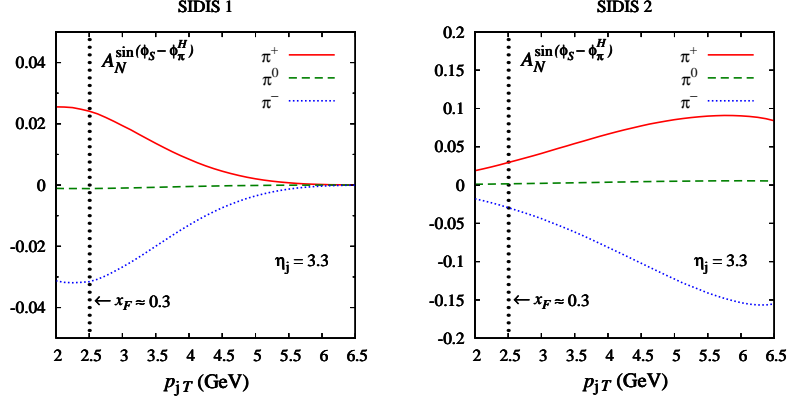 SIDIS 1
A_N^{sin(ϕ_S − ϕ_π^H)}
π⁺
π⁰
π⁻
0.04
0.02
0
-0.02
-0.04
η_j = 3.3
← x_F ≈ 0.3
2 2.5 3 3.5 4 4.5 5 5.5 6 6.5
p_{jT} (GeV)
SIDIS 2
A_N^{sin(ϕ_S − ϕ_π^H)}
π⁺
π⁰
π⁻
0.2
0.15
0.1
0.05
0
-0.05
-0.1
-0.15
-0.2
η_j = 3.3
← x_F ≈ 0.3
2 2.5 3 3.5 4 4.5 5 5.5 6 6.5
p_{jT} (GeV)